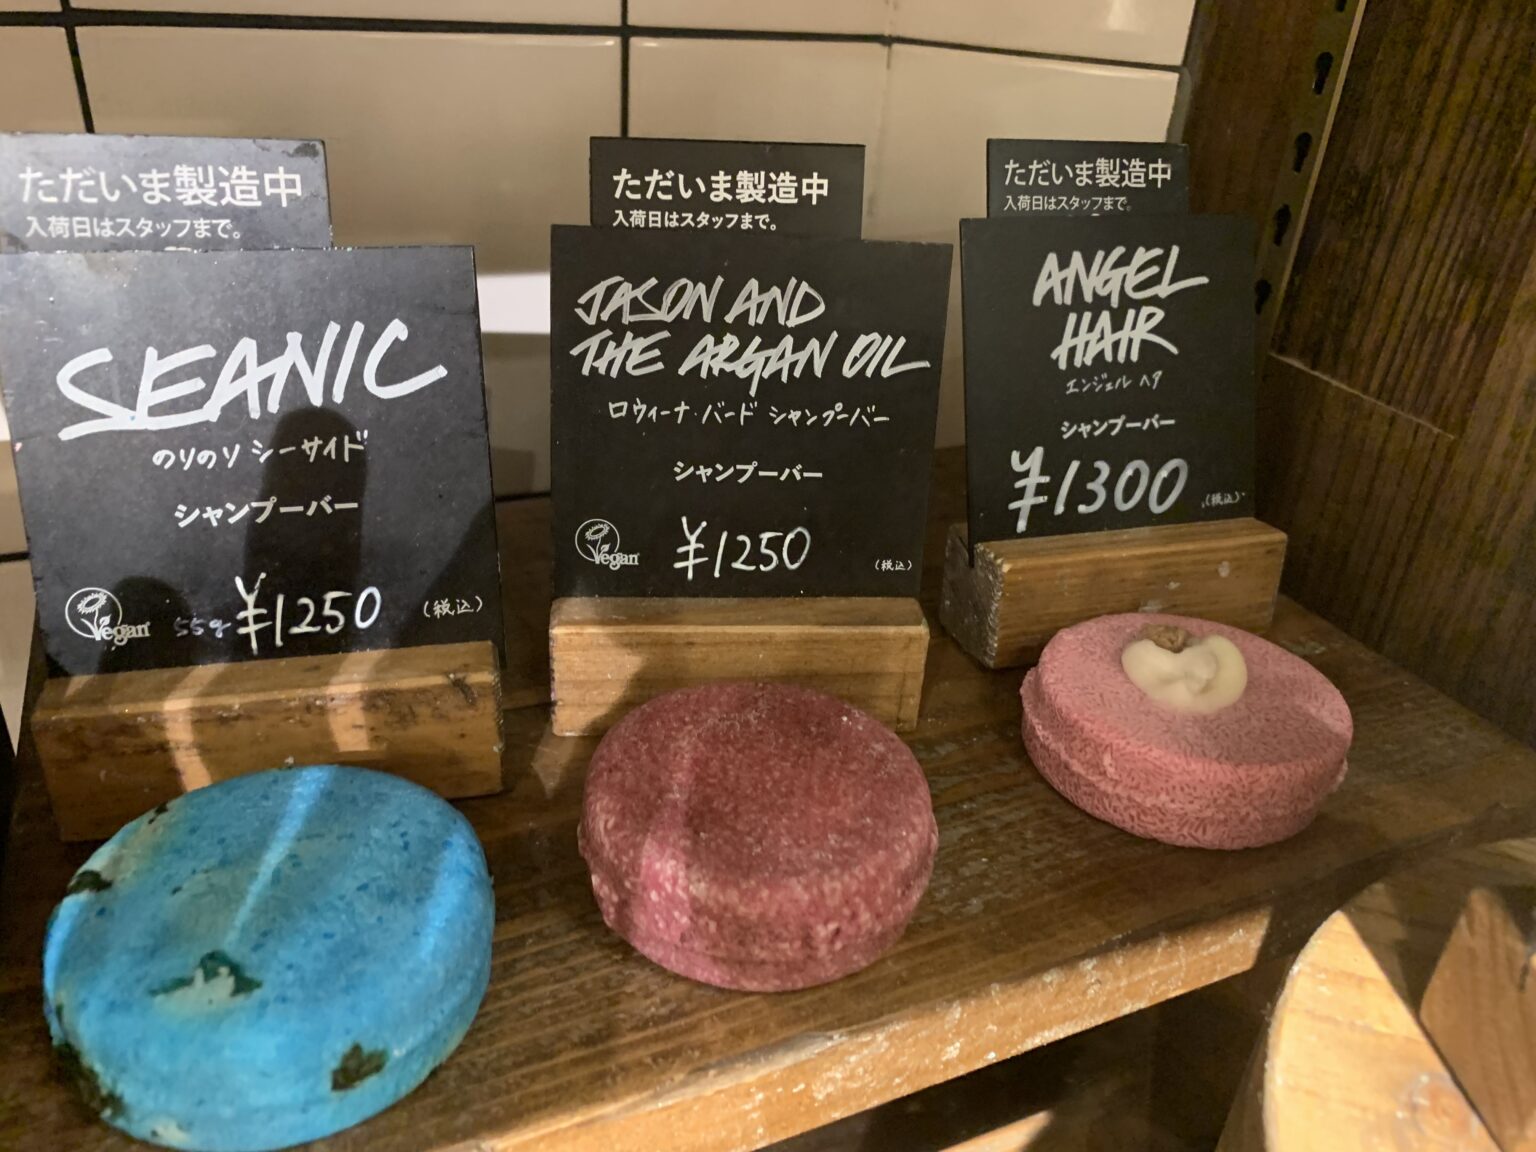 ただいま製造中
入荷日はスタッフまで。
SEANIC
のりのり シーサイド
シャンプーバー
Vegan
55g ¥1250 (税込)
ただいま製造中
入荷日はスタッフまで。
JASON AND
THE ARGAN OIL
ロウィーナ・バード シャンプーバー
シャンプーバー
Vegan
¥1250 (税込)
ただいま製造中
入荷日はスタッフまで。
ANGEL
HAIR
エンジェル ヘア
シャンプーバー
¥1300 (税込)